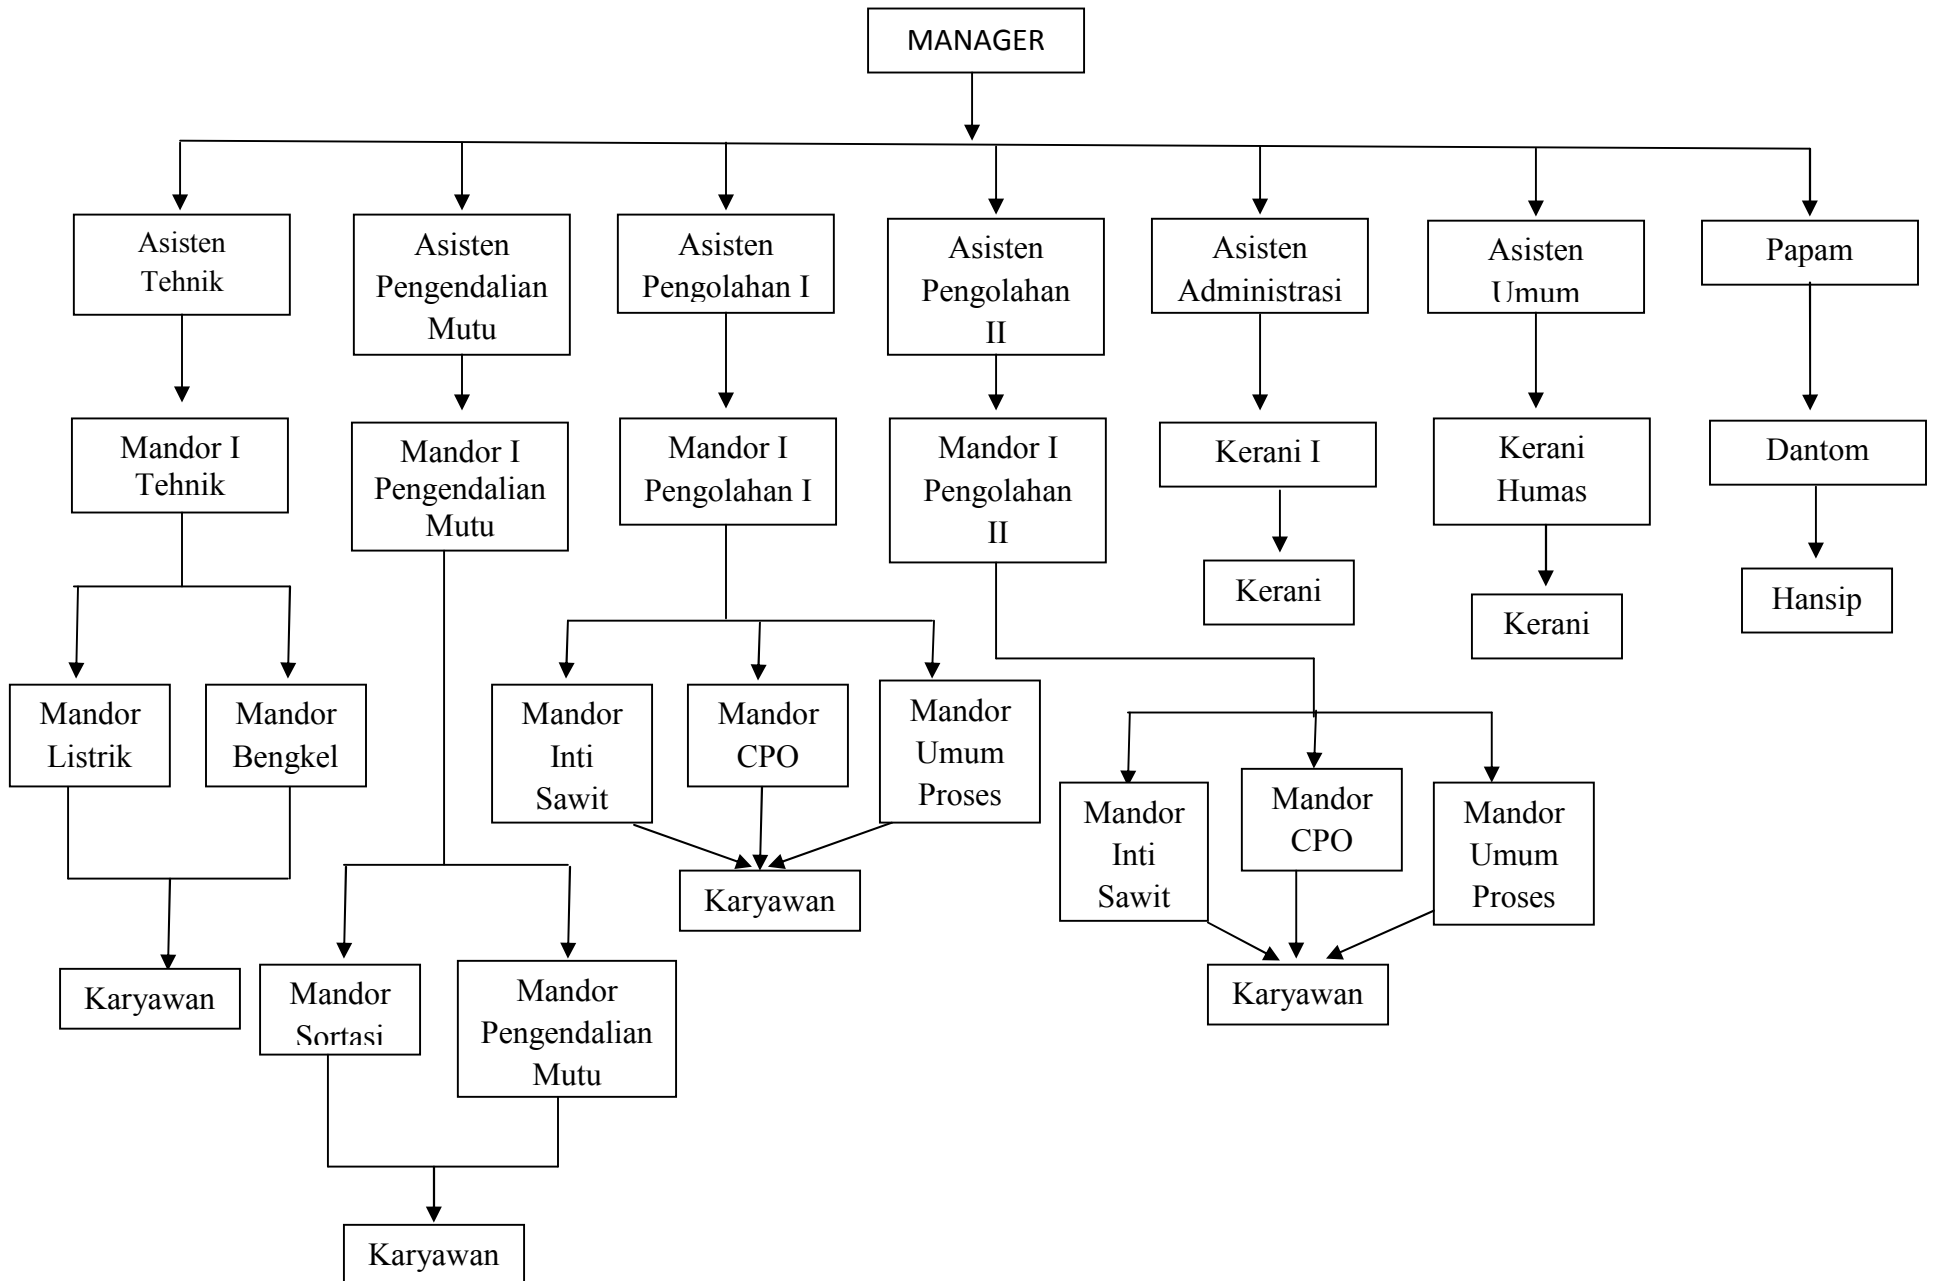 MANAGER
Asisten
Tehnik
Asisten
Pengendalian
Mutu
Asisten
Pengolahan I
Asisten
Pengolahan
II
Asisten
Administrasi
Asisten
Umum
Papam
Mandor I
Tehnik
Mandor I
Pengendalian
Mutu
Mandor I
Pengolahan I
Mandor I
Pengolahan
II
Kerani I
Kerani
Humas
Dantom
Kerani
Kerani
Hansip
Mandor
Listrik
Mandor
Bengkel
Mandor
Inti
Sawit
Mandor
CPO
Mandor
Umum
Proses
Mandor
Inti
Sawit
Mandor
CPO
Mandor
Umum
Proses
Karyawan
Karyawan
Mandor
Sortasi
Mandor
Pengendalian
Mutu
Karyawan
Karyawan